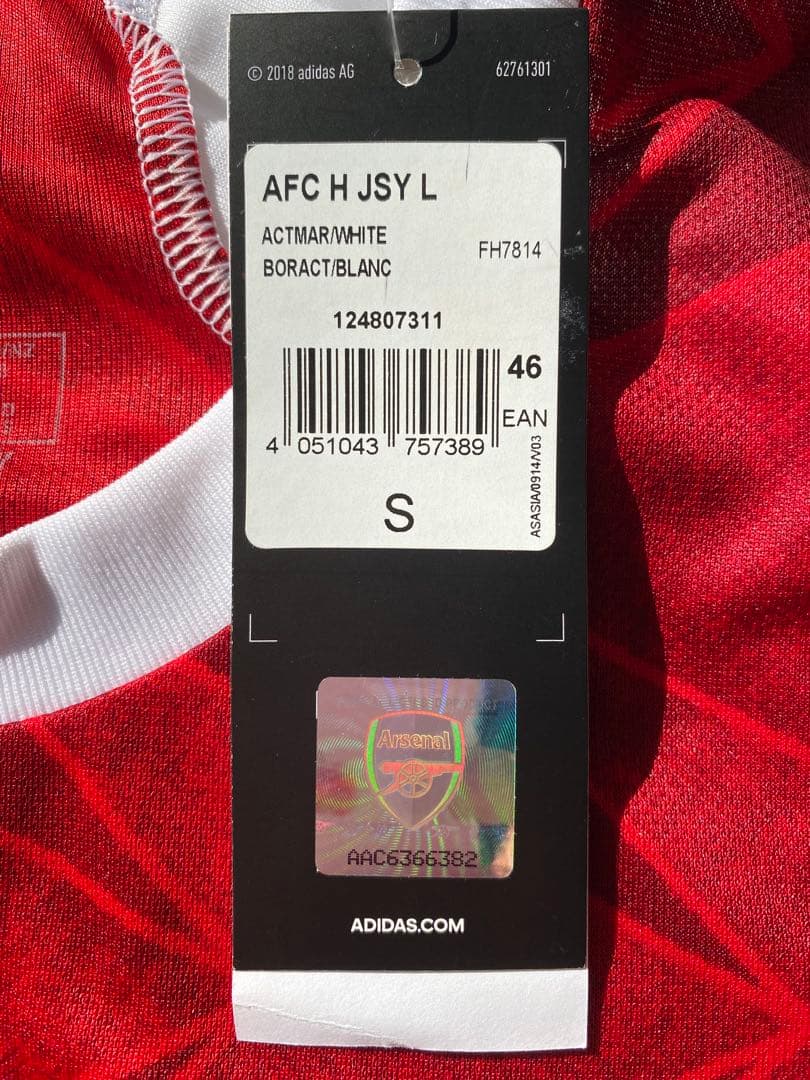 © 2018 adidas AG
62761301
AFC H JSY L
ACTMAR/WHITE
BORACT/BLANC
FH7814
124807311
46
EAN
4 051043 757389
S
ASASIA/0914/V03
Arsenal
AAC6366382
ADIDAS.COM